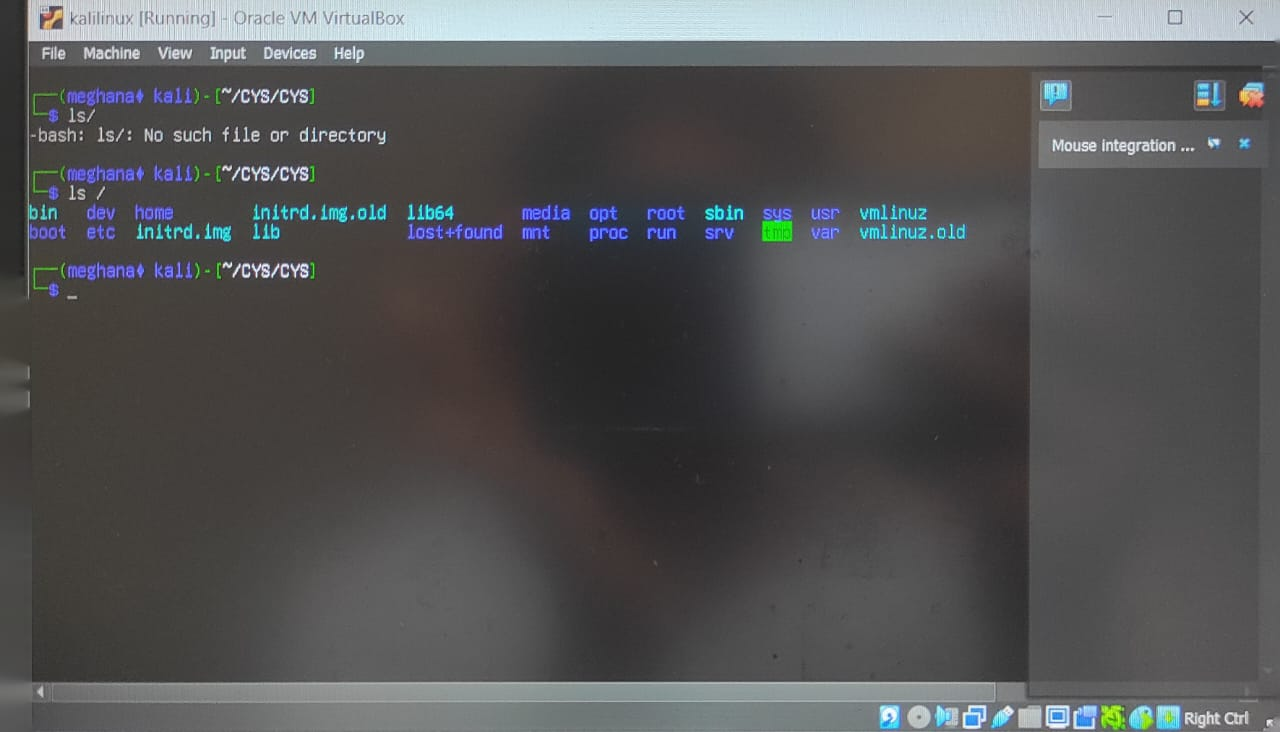 kalilinux [Running] - Oracle VM VirtualBox
File Machine View Input Devices Help
┌──(meghana♦ kali)-[~/CYS/CYS]
└─$ ls/
-bash: ls/: No such file or directory
┌──(meghana♦ kali)-[~/CYS/CYS]
└─$ ls /
bin dev home initrd.img.old lib64 media opt root sbin sys usr vmlinuz
boot etc initrd.img lib lost+found mnt proc run srv tmp var vmlinuz.old
┌──(meghana♦ kali)-[~/CYS/CYS]
└─$ _
Mouse integration ...
Right Ctrl